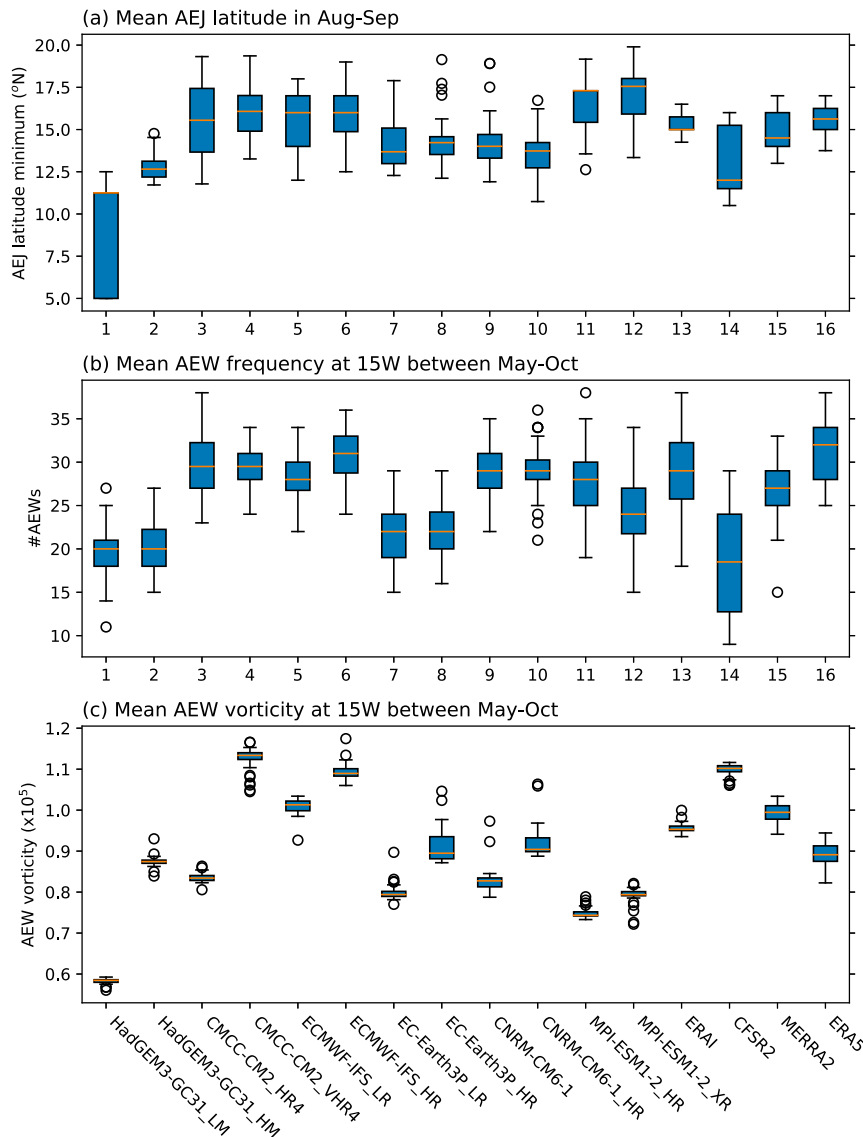 (a) Mean AEJ latitude in Aug-Sep
AEJ latitude minimum (°N)
20.0
17.5
15.0
12.5
10.0
7.5
5.0
1 2 3 4 5 6 7 8 9 10 11 12 13 14 15 16
(b) Mean AEW frequency at 15W between May-Oct
#AEWs
35
30
25
20
15
10
1 2 3 4 5 6 7 8 9 10 11 12 13 14 15 16
(c) Mean AEW vorticity at 15W between May-Oct
AEW vorticity (x10⁵)
1.2
1.1
1.0
0.9
0.8
0.7
0.6
HadGEM3-GC31_LM
HadGEM3-GC31_HM
CMCC-CM2_HR4
CMCC-CM2_VHR4
ECMWF-IFS_LR
ECMWF-IFS_HR
EC-Earth3P_LR
EC-Earth3P_HR
CNRM-CM6-1
CNRM-CM6-1_HR
MPI-ESM1-2_HR
MPI-ESM1-2_XR
ERAI
CFSR2
MERRA2
ERA5